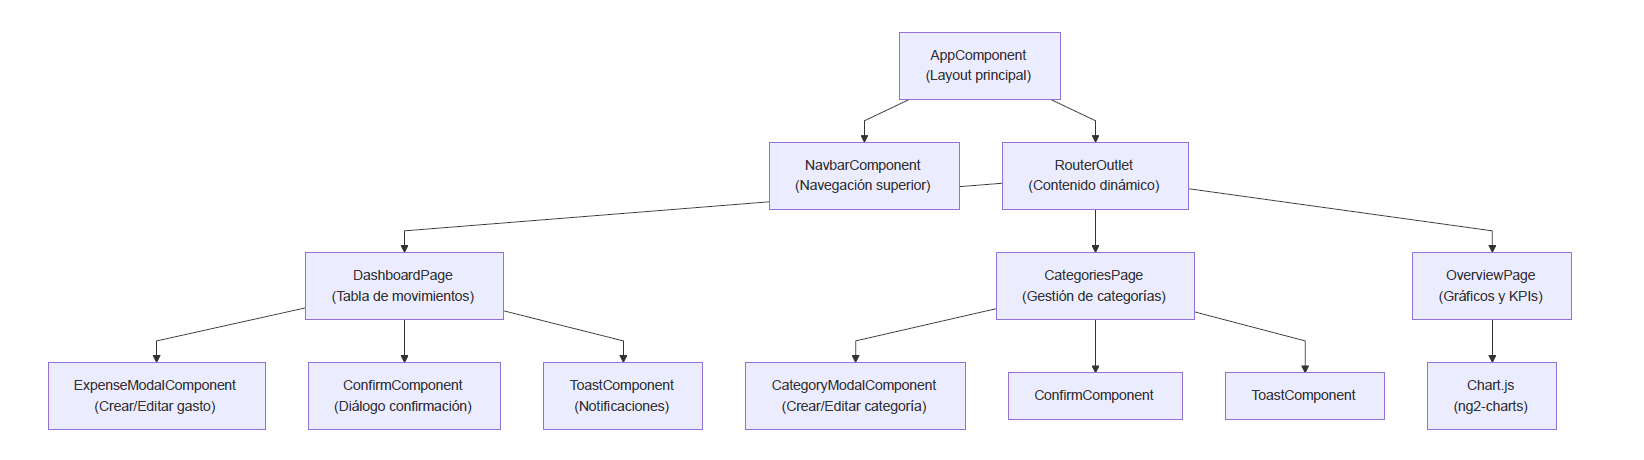 AppComponent
(Layout principal)
NavbarComponent
(Navegación superior)
RouterOutlet
(Contenido dinámico)
DashboardPage
(Tabla de movimientos)
CategoriesPage
(Gestión de categorías)
OverviewPage
(Gráficos y KPIs)
ExpenseModalComponent
(Crear/Editar gasto)
ConfirmComponent
(Diálogo confirmación)
ToastComponent
(Notificaciones)
CategoryModalComponent
(Crear/Editar categoría)
ConfirmComponent
ToastComponent
Chart.js
(ng2-charts)